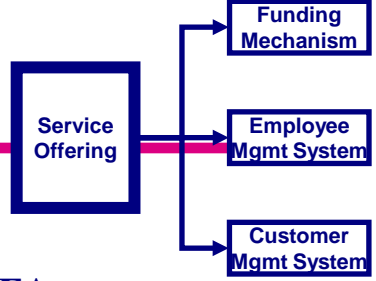 Funding
Mechanism
Service
Offering
Employee
Mgmt System
Customer
Mgmt System